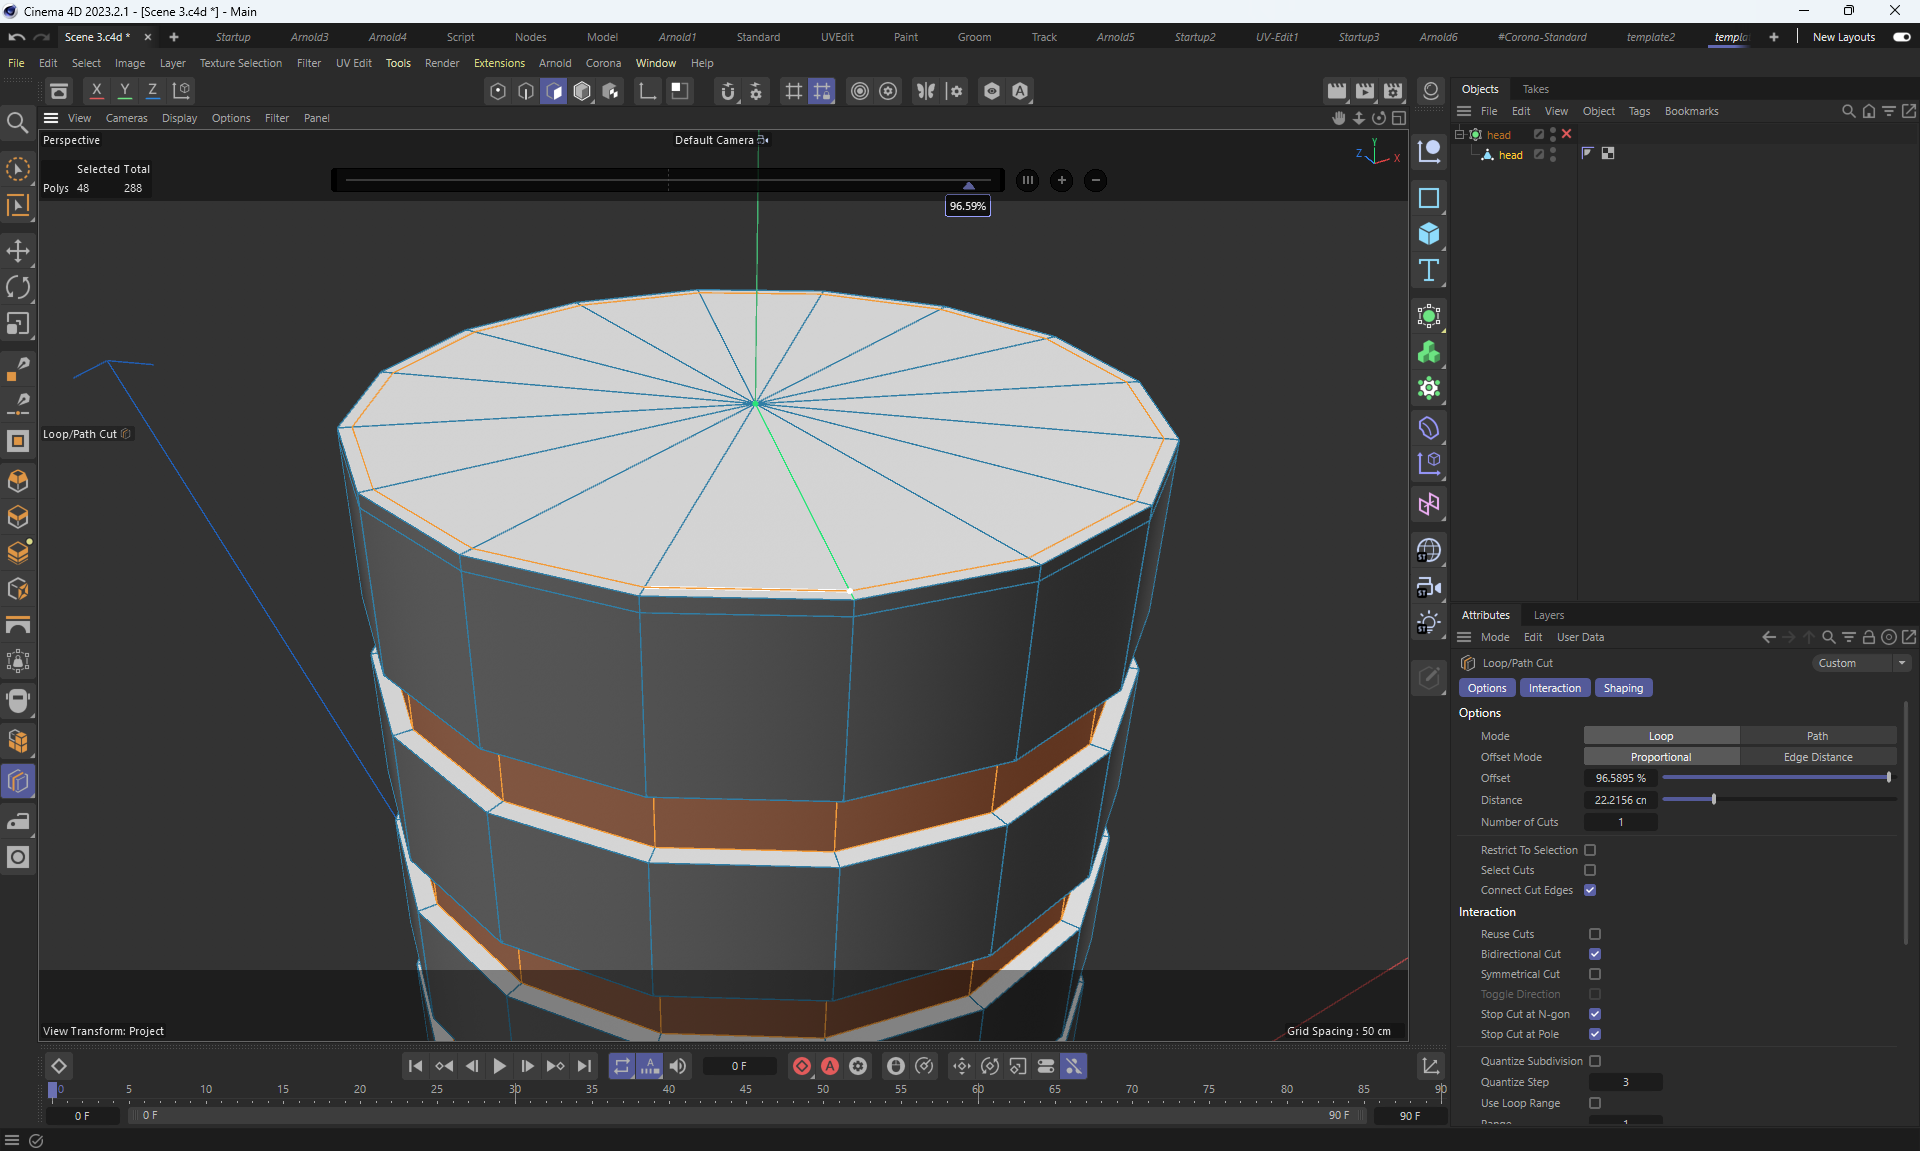 Cinema 4D 2023.2.1 - [Scene 3.c4d *] - Main
Scene 3.c4d * Startup Arnold3 Arnold4 Script Nodes Model Arnold1 Standard UVEdit Paint Groom Track Arnold5 Startup2 UV-Edit1 Startup3 Arnold6 #Corona-Standard template2 templa New Layouts
File Edit Select Image Layer Texture Selection Filter UV Edit Tools Render Extensions Arnold Corona Window Help
X Y Z
View Cameras Display Options Filter Panel
Perspective
Default Camera
Y
Z X
Selected Total
Polys 48 288
96.59%
Loop/Path Cut
View Transform: Project
Grid Spacing : 50 cm
ST
ST
ST
Objects Takes
File Edit View Object Tags Bookmarks
head
head
Attributes Layers
Mode Edit User Data
Loop/Path Cut Custom
Options Interaction Shaping
Options
Mode Loop Path
Offset Mode Proportional Edge Distance
Offset 96.5895 %
Distance 22.2156 cn
Number of Cuts 1
Restrict To Selection
Select Cuts
Connect Cut Edges
Interaction
Reuse Cuts
Bidirectional Cut
Symmetrical Cut
Toggle Direction
Stop Cut at N-gon
Stop Cut at Pole
Quantize Subdivision
Quantize Step 3
Use Loop Range
Range 1
0 F
0 5 10 15 20 25 30 35 40 45 50 55 60 65 70 75 80 85 90
0 F 0 F 90 F 90 F